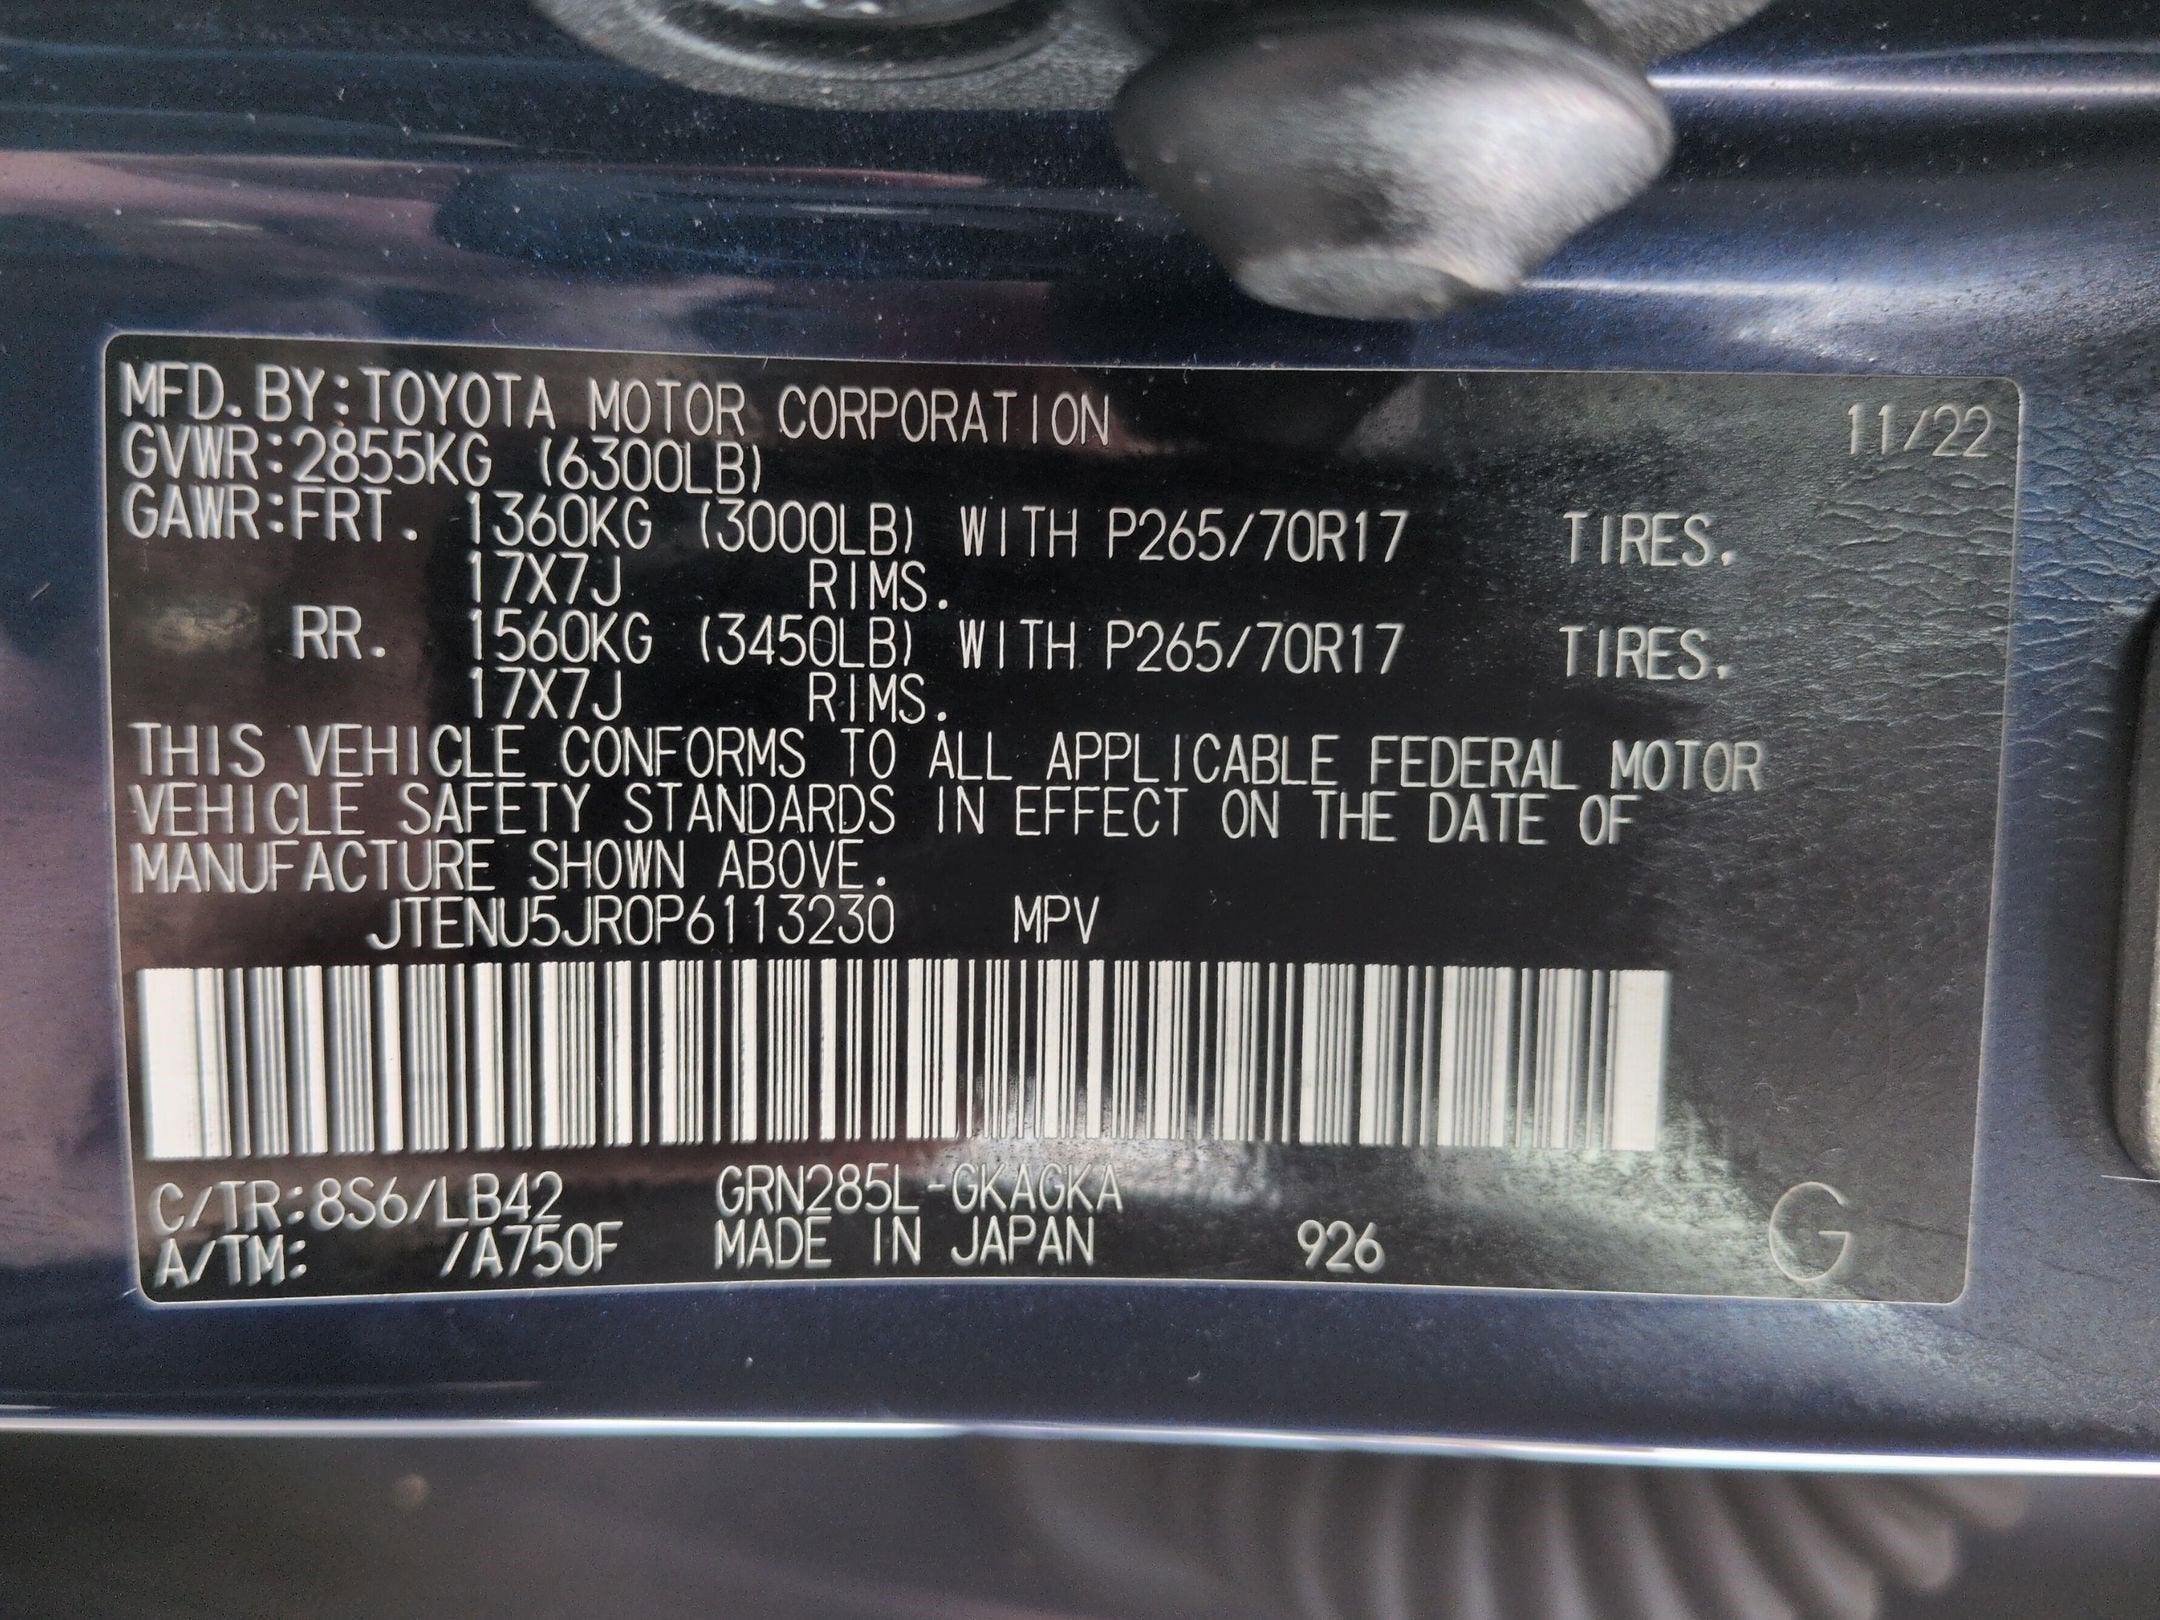 MFD.BY:TOYOTA MOTOR CORPORATION 11/22
GVWR:2855KG (6300LB)
GAWR:FRT. 1360KG (3000LB) WITH P265/70R17 TIRES.
17X7J RIMS.
RR. 1560KG (3450LB) WITH P265/70R17 TIRES.
17X7J RIMS.
THIS VEHICLE CONFORMS TO ALL APPLICABLE FEDERAL MOTOR
VEHICLE SAFETY STANDARDS IN EFFECT ON THE DATE OF
MANUFACTURE SHOWN ABOVE.
JTENU5JR0P6113230 MPV
C/TR:8S6/LB42 GRN285L-GKAGKA
A/TM: /A750F MADE IN JAPAN 926 G